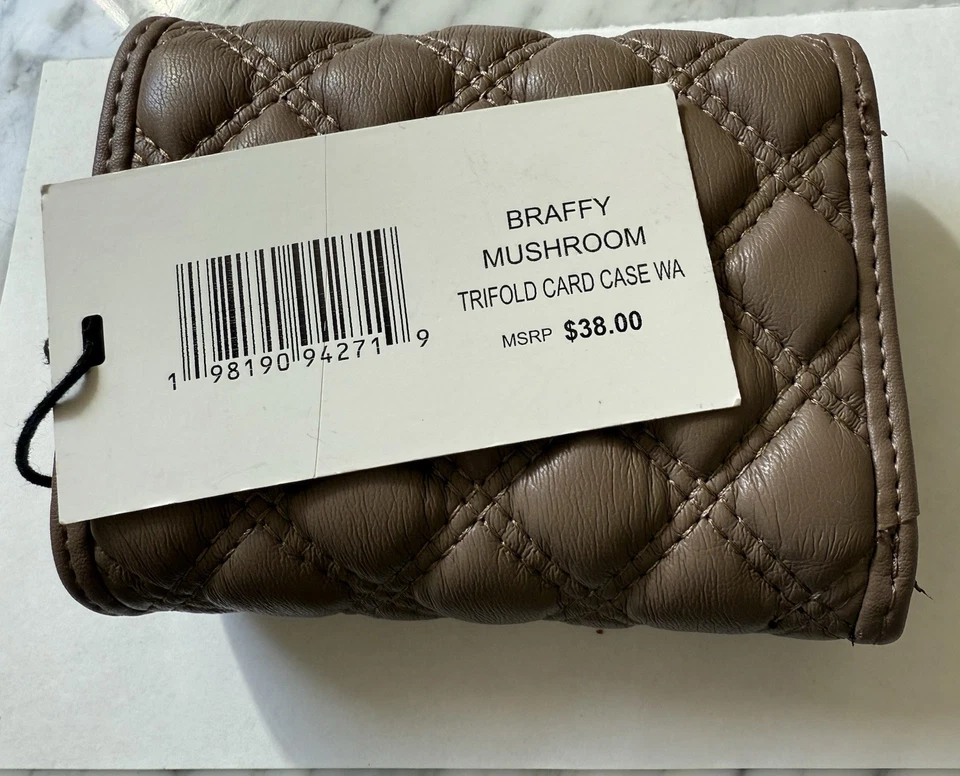 BRAFFY
MUSHROOM
TRIFOLD CARD CASE WA
MSRP $38.00
1 98190 94271 9